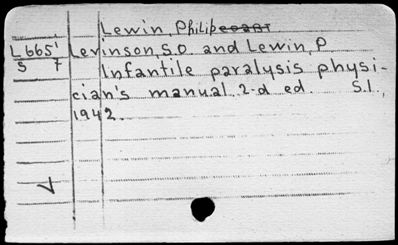 Lewin, Philip
L665' Levinson, S.O. and Lewin, P.
S 7 Infantile paralysis physi-
cian's manual. 2-d ed. S.l.,
1942.